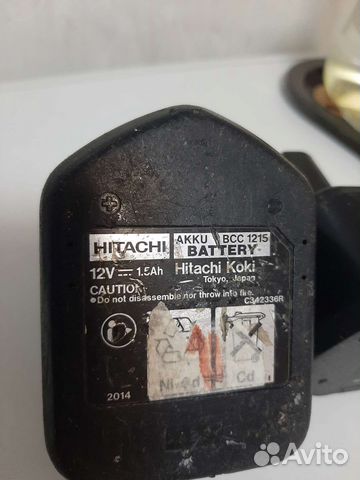 HITACHI
AKKU BCC 1215
BATTERY
12V 1.5Ah Hitachi Koki
Tokyo, Japan
CAUTION
●Do not disassemble nor throw into fire.
C342336R
Ni Cd
Cd
2014
Avito